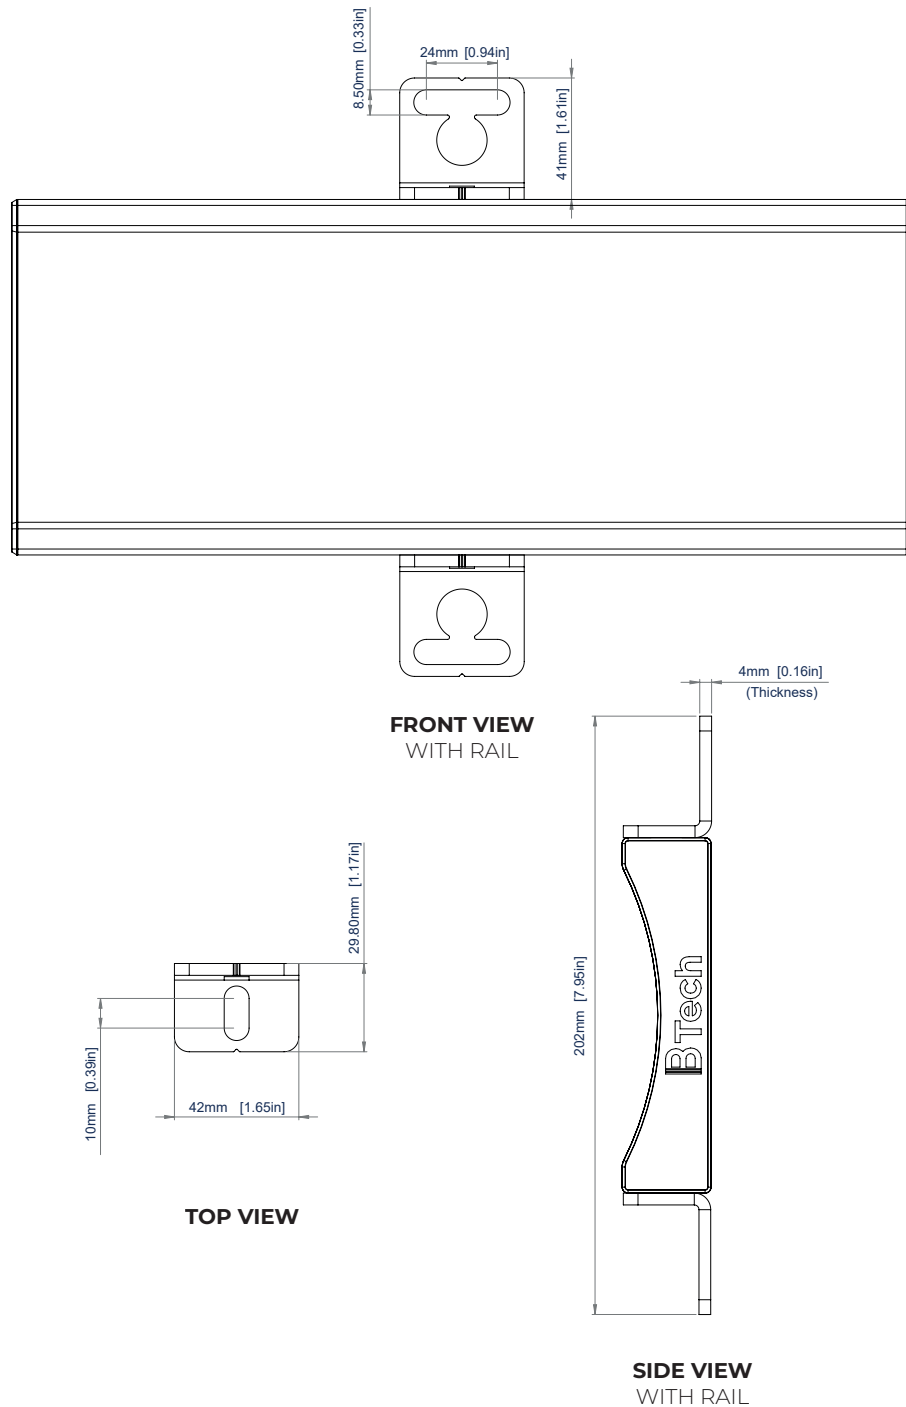 8.50mm [0.33in]
24mm [0.94in]
41mm [1.61in]
FRONT VIEW
WITH RAIL
4mm [0.16in]
(Thickness)
29.80mm [1.17in]
10mm [0.39in]
42mm [1.65in]
TOP VIEW
202mm [7.95in]
BTech
SIDE VIEW
WITH RAIL